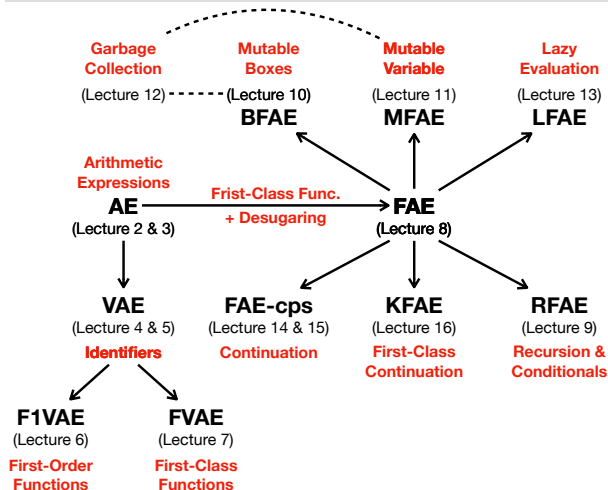 Garbage
Collection
(Lecture 12)
Mutable
Boxes
(Lecture 10)
BFAE
Mutable
Variable
(Lecture 11)
MFAE
Lazy
Evaluation
(Lecture 13)
LFAE
Arithmetic
Expressions
AE
(Lecture 2 & 3)
Frist-Class Func.
+ Desugaring
FAE
(Lecture 8)
VAE
(Lecture 4 & 5)
Identifiers
FAE-cps
(Lecture 14 & 15)
Continuation
KFAE
(Lecture 16)
First-Class
Continuation
RFAE
(Lecture 9)
Recursion &
Conditionals
F1VAE
(Lecture 6)
First-Order
Functions
FVAE
(Lecture 7)
First-Class
Functions